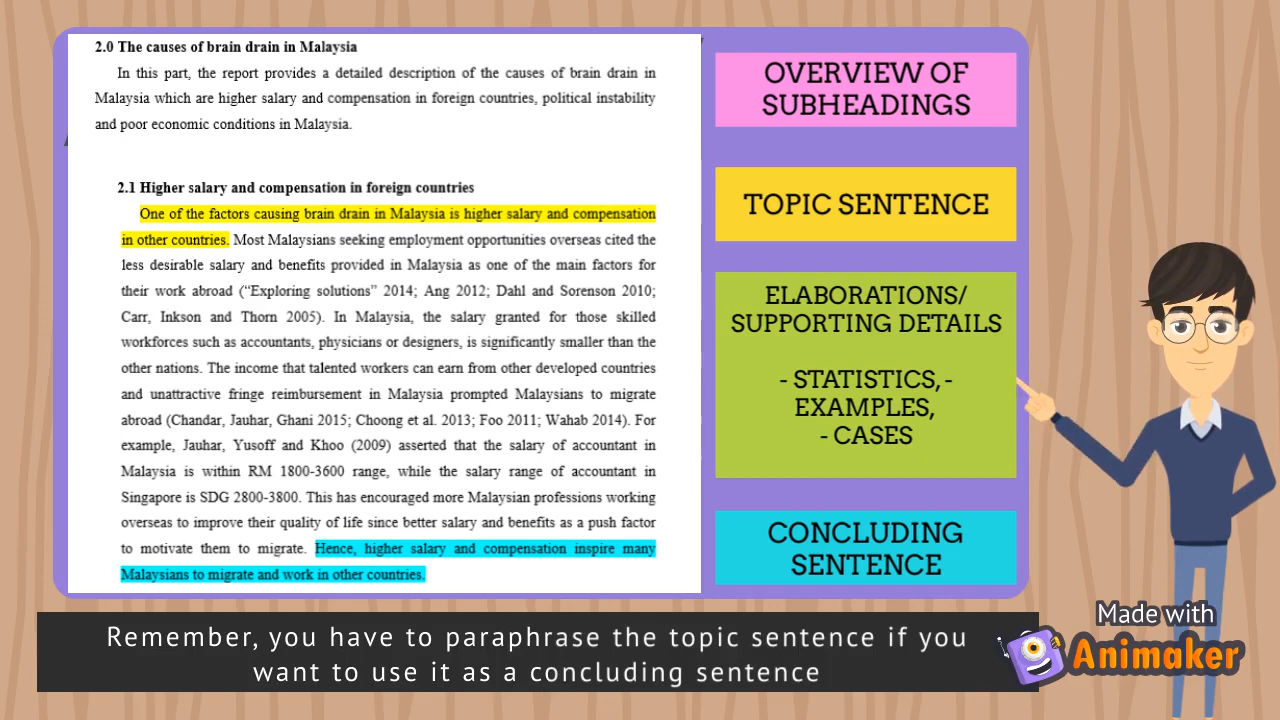 2.0 The causes of brain drain in Malaysia
In this part, the report provides a detailed description of the causes of brain drain in
Malaysia which are higher salary and compensation in foreign countries, political instability
and poor economic conditions in Malaysia.
2.1 Higher salary and compensation in foreign countries
One of the factors causing brain drain in Malaysia is higher salary and compensation
in other countries. Most Malaysians seeking employment opportunities overseas cited the
less desirable salary and benefits provided in Malaysia as one of the main factors for
their work abroad (“Exploring solutions” 2014; Ang 2012; Dahl and Sorenson 2010;
Carr, Inkson and Thorn 2005). In Malaysia, the salary granted for those skilled
workforces such as accountants, physicians or designers, is significantly smaller than the
other nations. The income that talented workers can earn from other developed countries
and unattractive fringe reimbursement in Malaysia prompted Malaysians to migrate
abroad (Chandar, Jauhar, Ghani 2015; Choong et al. 2013; Foo 2011; Wahab 2014). For
example, Jauhar, Yusoff and Khoo (2009) asserted that the salary of accountant in
Malaysia is within RM 1800-3600 range, while the salary range of accountant in
Singapore is SDG 2800-3800. This has encouraged more Malaysian professions working
overseas to improve their quality of life since better salary and benefits as a push factor
to motivate them to migrate. Hence, higher salary and compensation inspire many
Malaysians to migrate and work in other countries.
OVERVIEW OF
SUBHEADINGS
TOPIC SENTENCE
ELABORATIONS/
SUPPORTING DETAILS
- STATISTICS, -
EXAMPLES,
- CASES
CONCLUDING
SENTENCE
Remember, you have to paraphrase the topic sentence if you
want to use it as a concluding sentence
Made with
Animaker